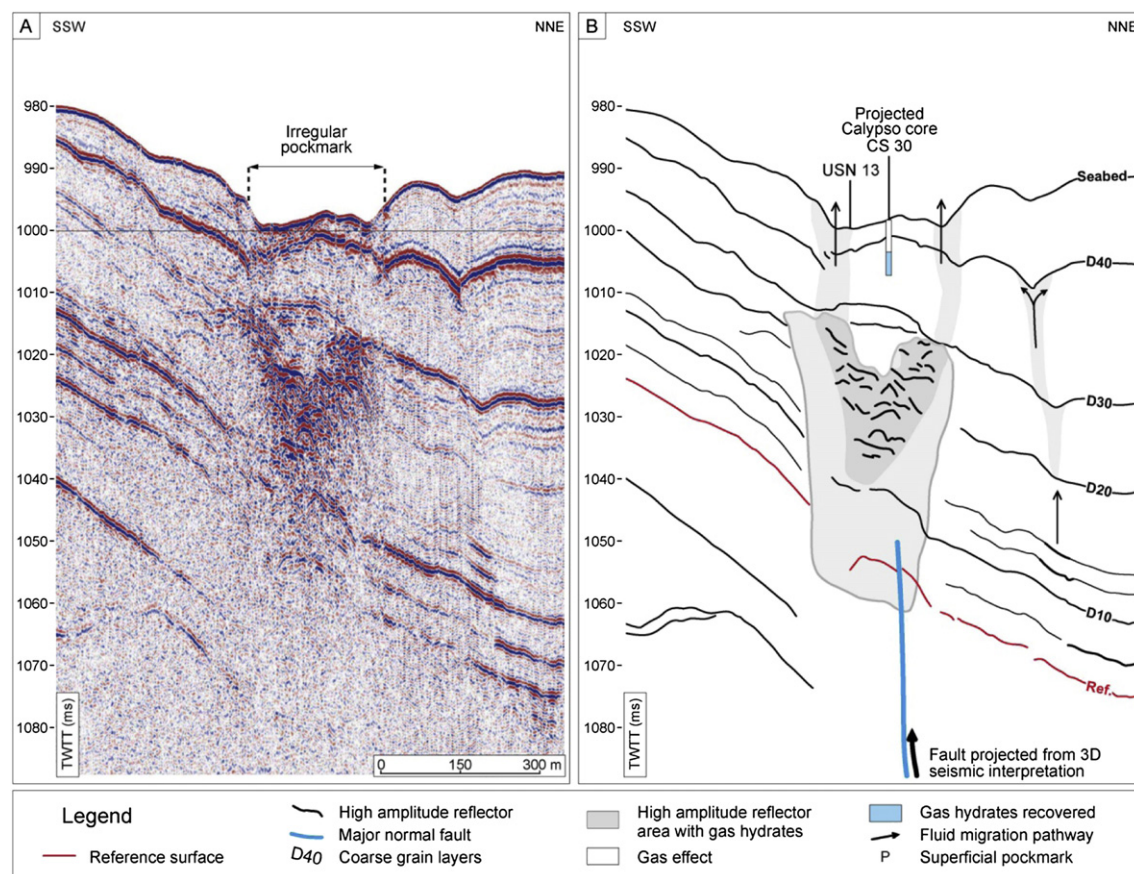 A SSW NNE
980
990
1000
1010
1020
1030
1040
1050
1060
1070
1080
TWTT (ms)
Irregular
pockmark
0 150 300 m
B SSW NNE
980
990
1000
1010
1020
1030
1040
1050
1060
1070
1080
TWTT (ms)
Projected
Calypso core
CS 30
USN 13
Seabed
D40
D30
D20
D10
Ref.
Fault projected from 3D
seismic interpretation
Legend
Reference surface
High amplitude reflector
Major normal fault
D40 Coarse grain layers
High amplitude reflector
area with gas hydrates
Gas effect
Gas hydrates recovered
Fluid migration pathway
P Superficial pockmark